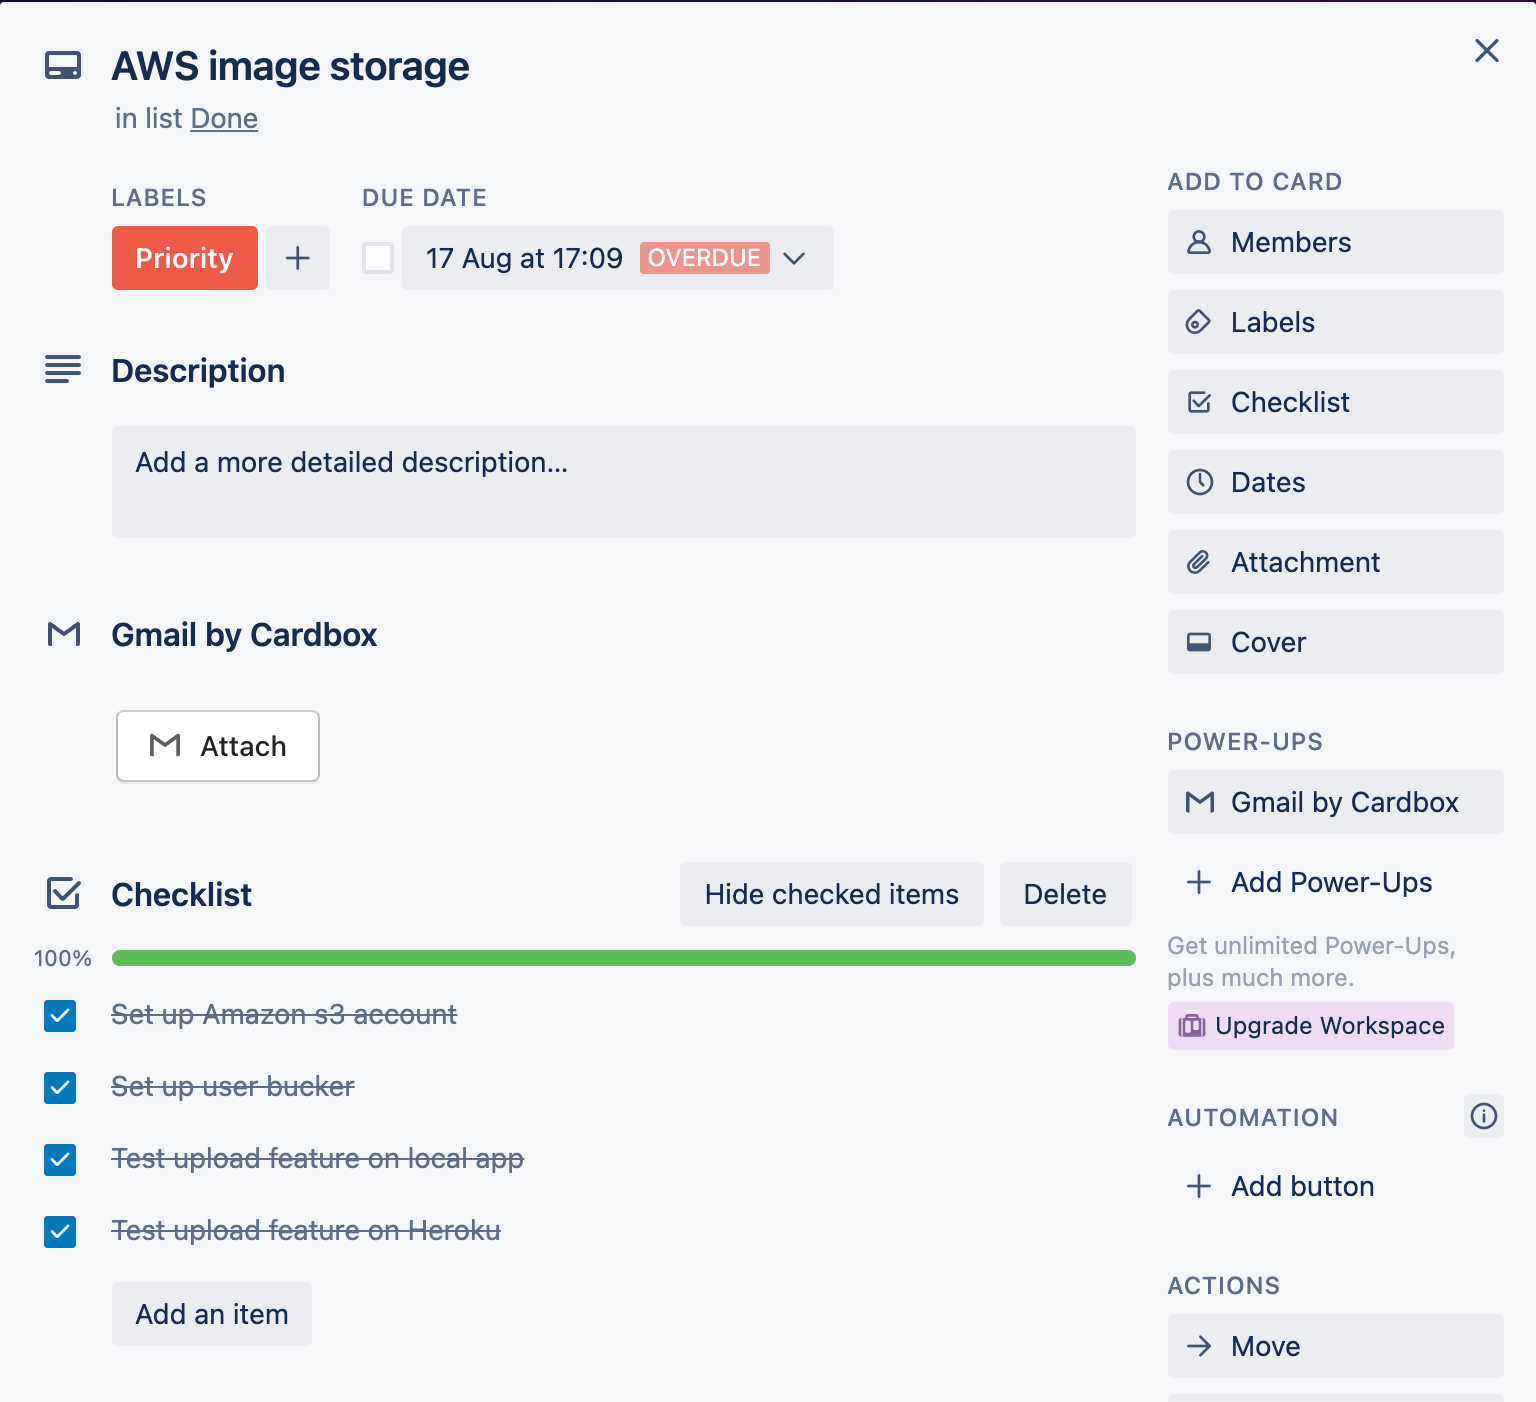 AWS image storage
in list Done
LABELS
Priority
DUE DATE
17 Aug at 17:09 OVERDUE
Description
Add a more detailed description...
Gmail by Cardbox
Attach
Checklist
Hide checked items
Delete
100%
Set up Amazon s3 account
Set up user bucker
Test upload feature on local app
Test upload feature on Heroku
Add an item
ADD TO CARD
Members
Labels
Checklist
Dates
Attachment
Cover
POWER-UPS
Gmail by Cardbox
Add Power-Ups
Get unlimited Power-Ups,
plus much more.
Upgrade Workspace
AUTOMATION
Add button
ACTIONS
Move